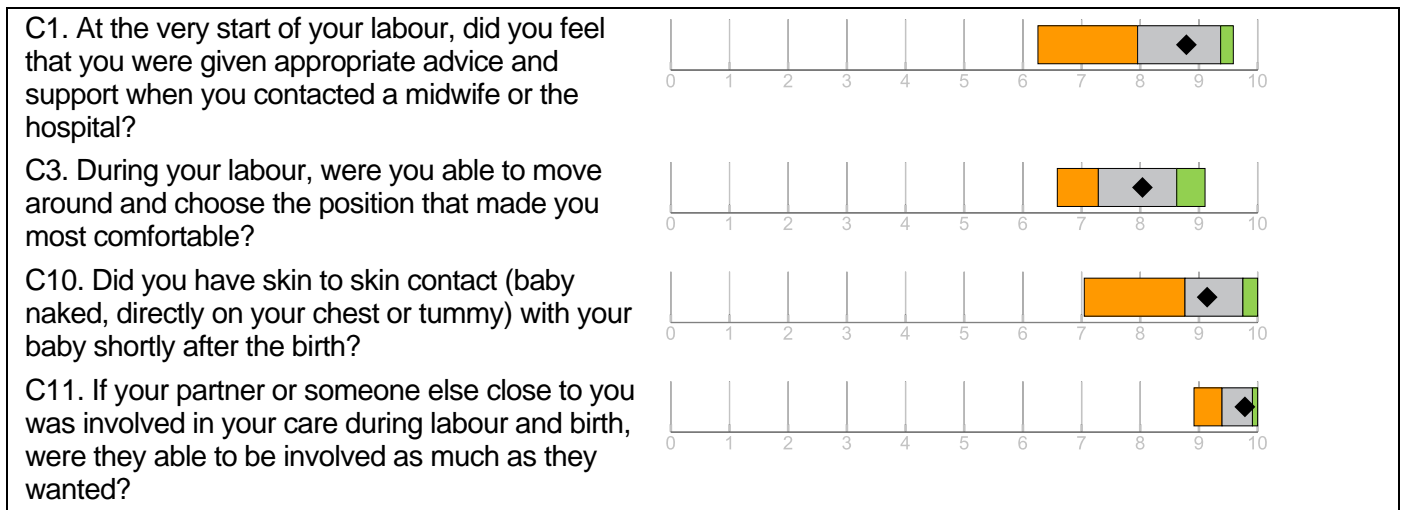 C1. At the very start of your labour, did you feel
that you were given appropriate advice and
support when you contacted a midwife or the
hospital?
0 1 2 3 4 5 6 7 8 9 10
C3. During your labour, were you able to move
around and choose the position that made you
most comfortable?
0 1 2 3 4 5 6 7 8 9 10
C10. Did you have skin to skin contact (baby
naked, directly on your chest or tummy) with your
baby shortly after the birth?
0 1 2 3 4 5 6 7 8 9 10
C11. If your partner or someone else close to you
was involved in your care during labour and birth,
were they able to be involved as much as they
wanted?
0 1 2 3 4 5 6 7 8 9 10